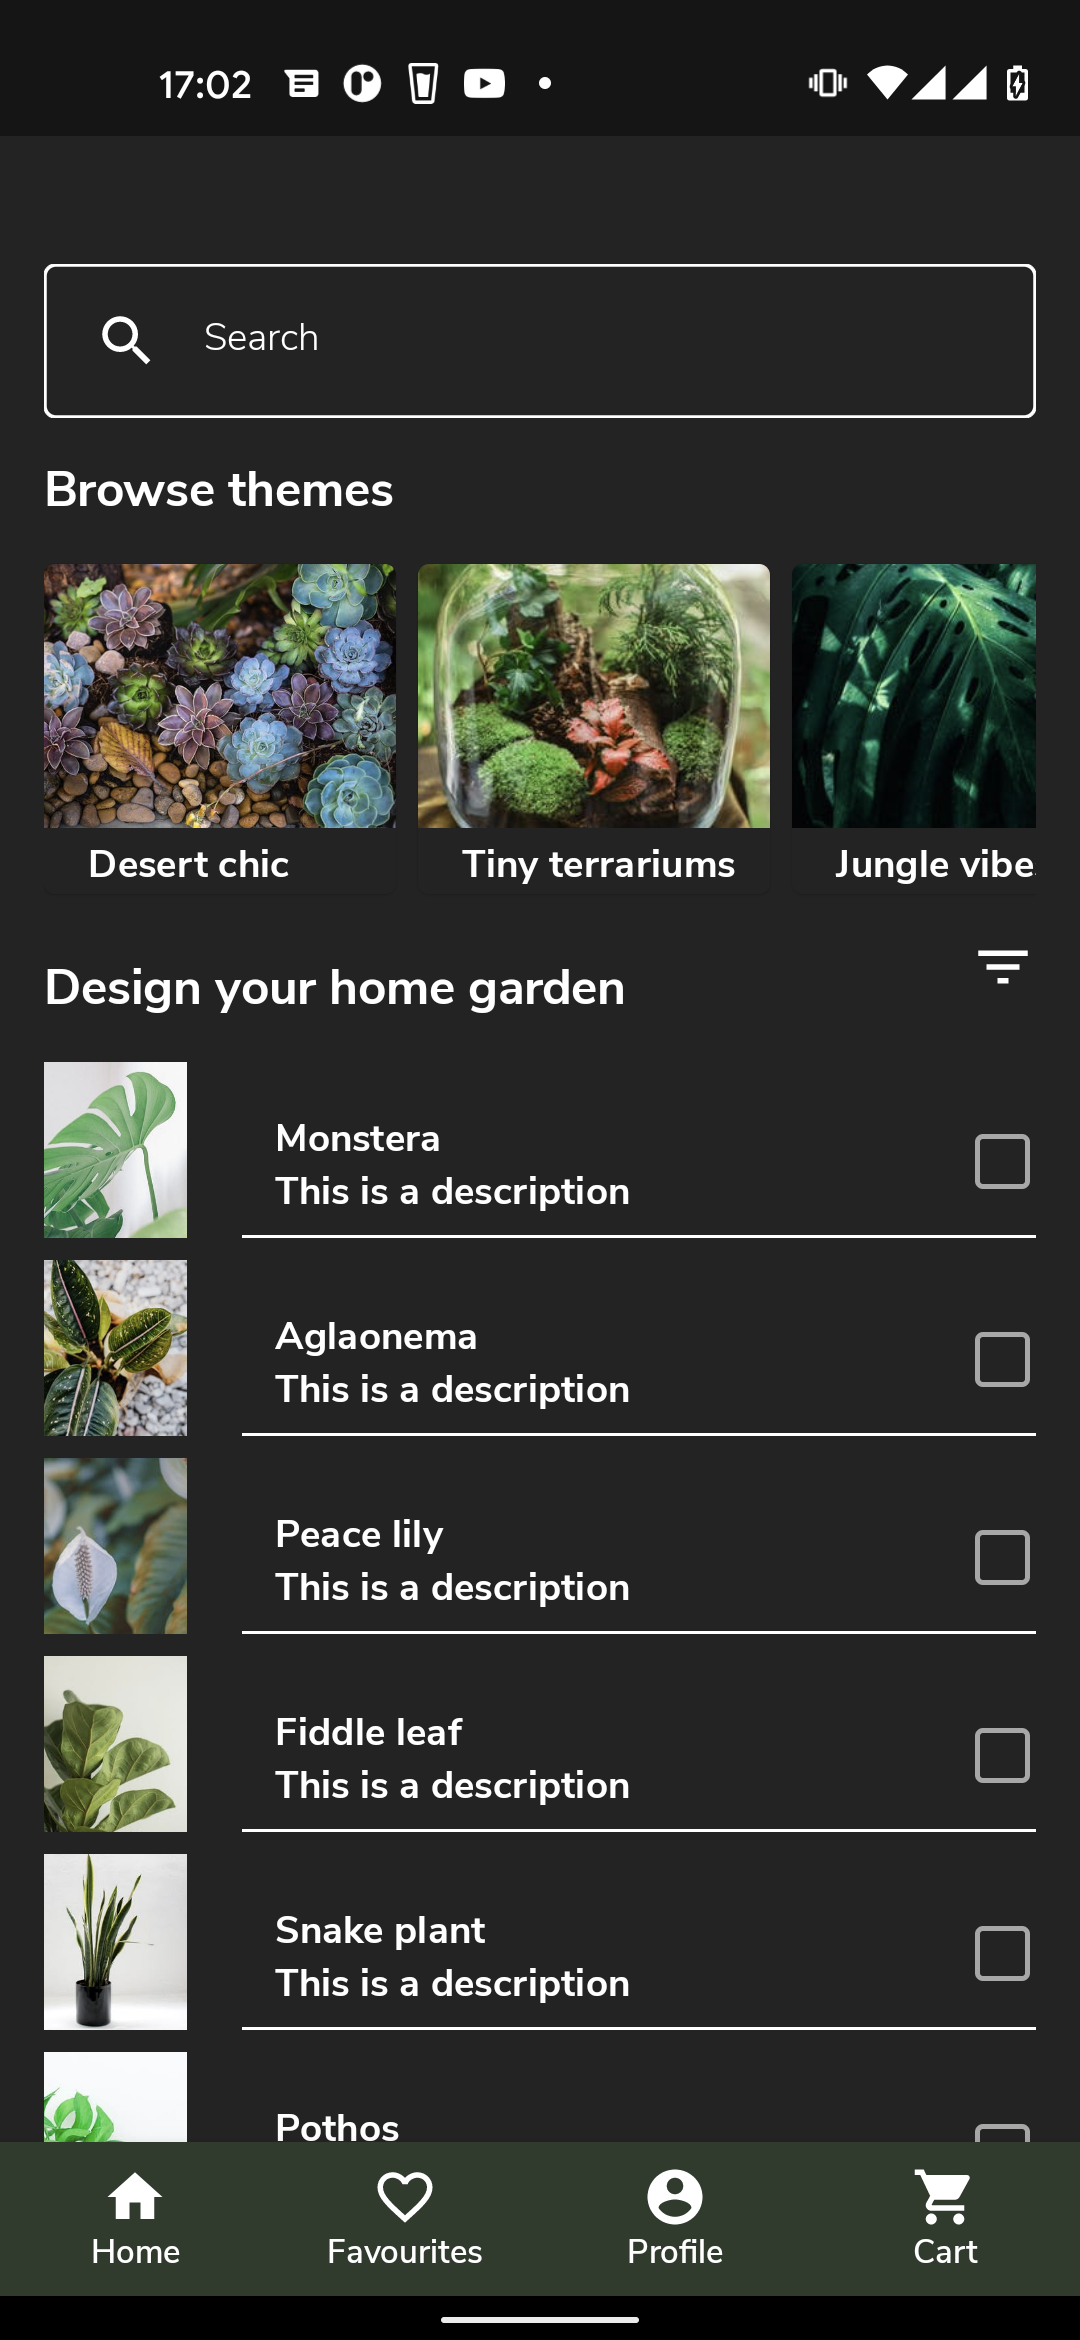 17:02
Search
Browse themes
Desert chic
Tiny terrariums
Jungle vibes
Design your home garden
Monstera
This is a description
Aglaonema
This is a description
Peace lily
This is a description
Fiddle leaf
This is a description
Snake plant
This is a description
Pothos
Home
Favourites
Profile
Cart